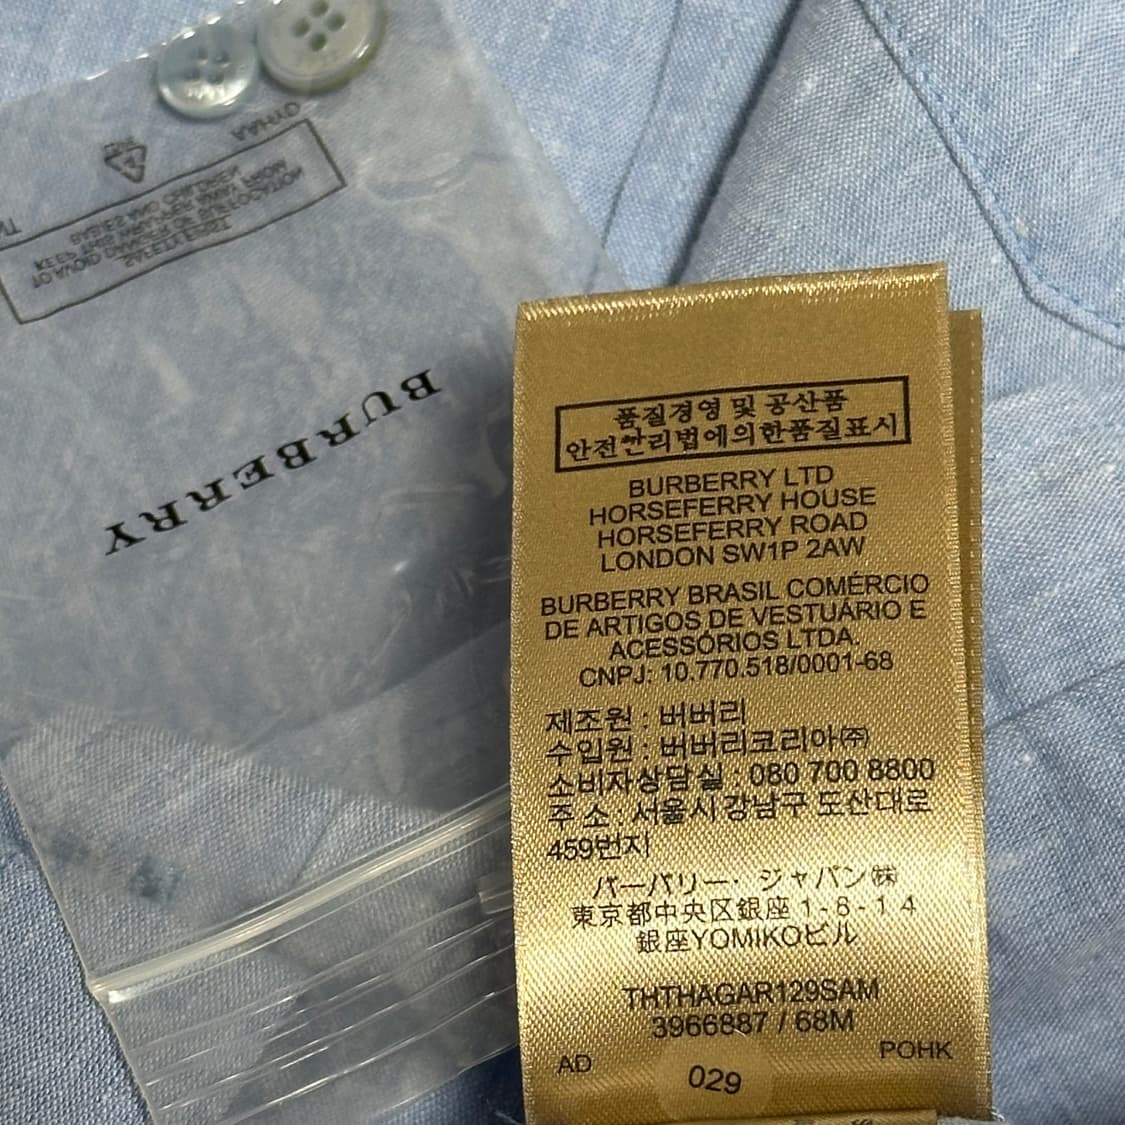 BURBERRY
품질경영 및 공산품
안전관리법에의한품질표시
BURBERRY LTD
HORSEFERRY HOUSE
HORSEFERRY ROAD
LONDON SW1P 2AW
BURBERRY BRASIL COMÉRCIO
DE ARTIGOS DE VESTUÁRIO E
ACESSÓRIOS LTDA.
CNPJ: 10.770.518/0001-68
제조원 : 버버리
수입원 : 버버리코리아㈜
소비자상담실 : 080 700 8800
주 소 : 서울시 강남구 도산대로
459번지
バーバリー・ジャパン㈱
東京都中央区銀座 1 - 8 - 1 4
銀座YOMIKOビル
THTHAGAR129SAM
3966887 / 68M
AD
POHK
029